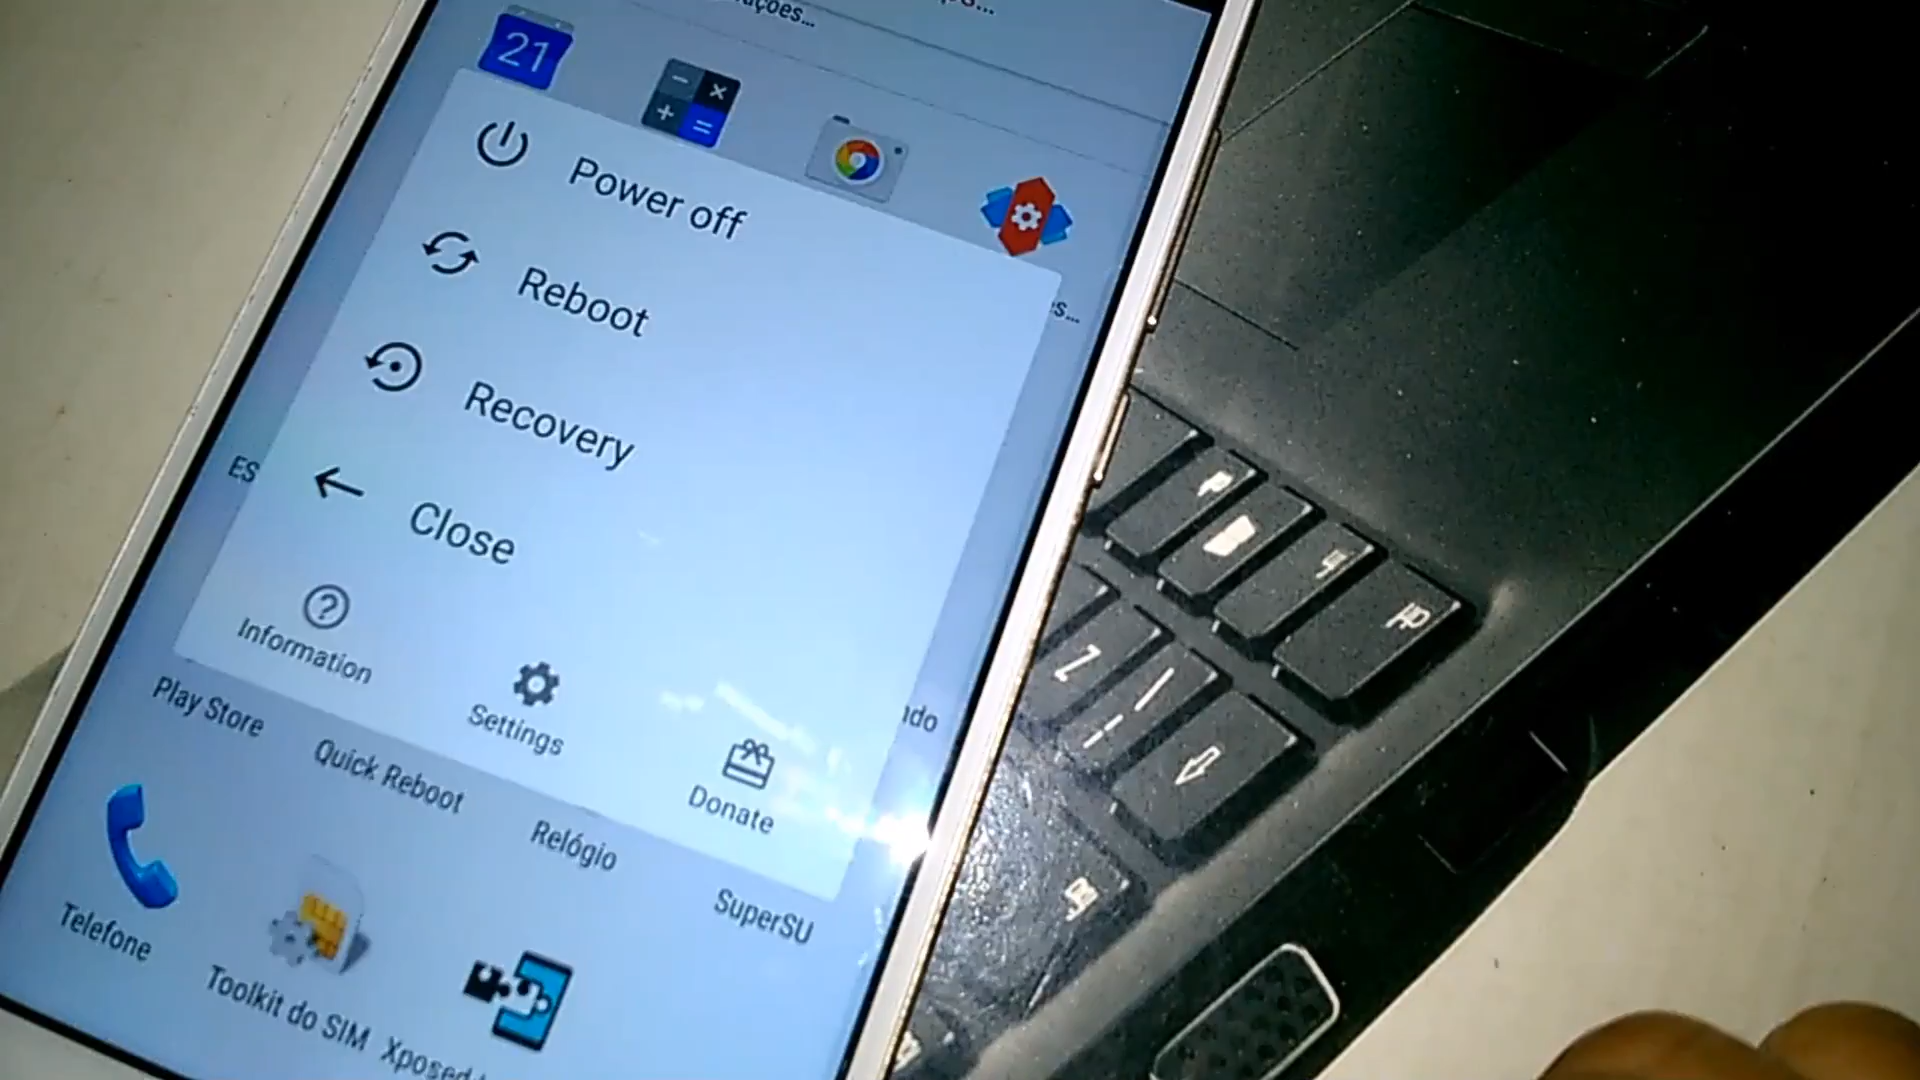 ações...
21
Power off
Reboot
s...
Recovery
ES
Close
Information
Settings
Donate
Play Store
Quick Reboot
Relógio
SuperSU
Telefone
Toolkit do SIM
Xposed